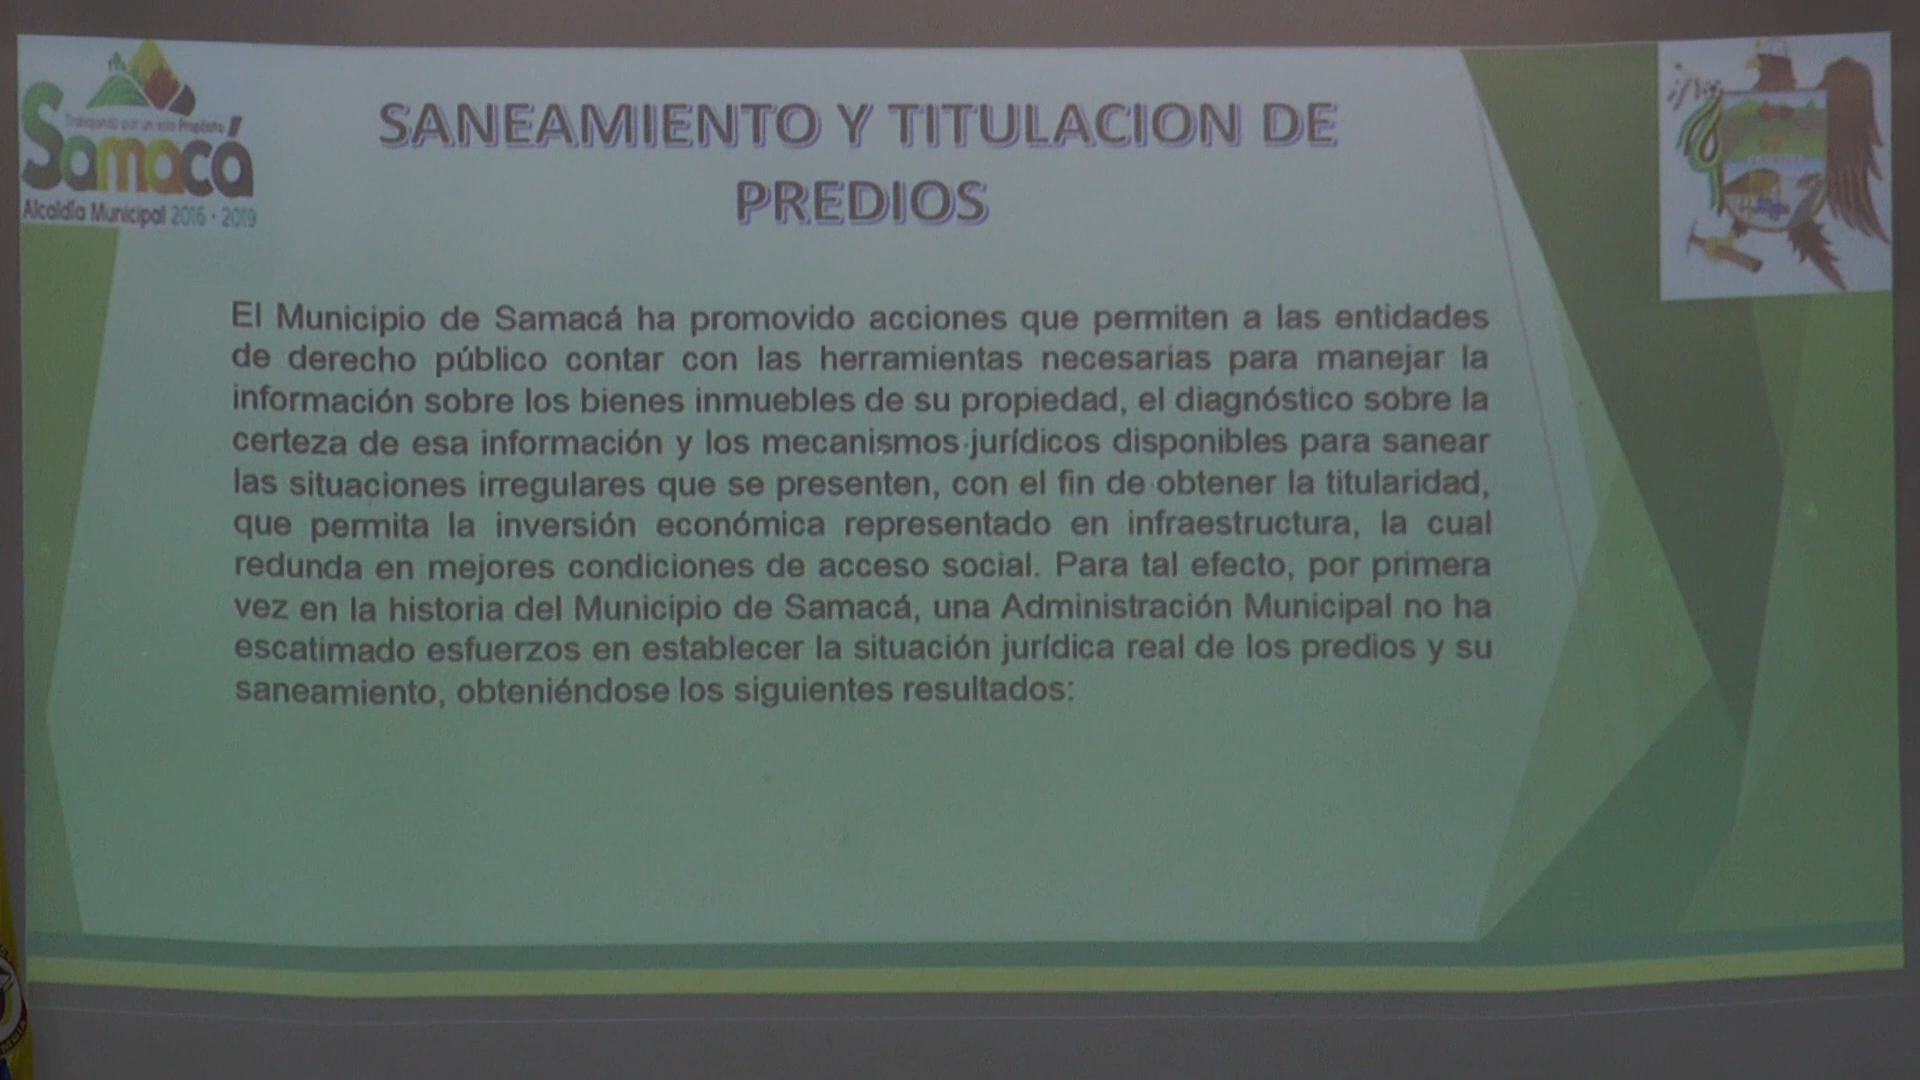 Trabajando por un solo Propósito
Samacá
Alcaldía Municipal 2016 - 2019
SANEAMIENTO Y TITULACION DE
PREDIOS
El Municipio de Samacá ha promovido acciones que permiten a las entidades
de derecho público contar con las herramientas necesarias para manejar la
información sobre los bienes inmuebles de su propiedad, el diagnóstico sobre la
certeza de esa información y los mecanismos jurídicos disponibles para sanear
las situaciones irregulares que se presenten, con el fin de obtener la titularidad,
que permita la inversión económica representado en infraestructura, la cual
redunda en mejores condiciones de acceso social. Para tal efecto, por primera
vez en la historia del Municipio de Samacá, una Administración Municipal no ha
escatimado esfuerzos en establecer la situación jurídica real de los predios y su
saneamiento, obteniéndose los siguientes resultados: